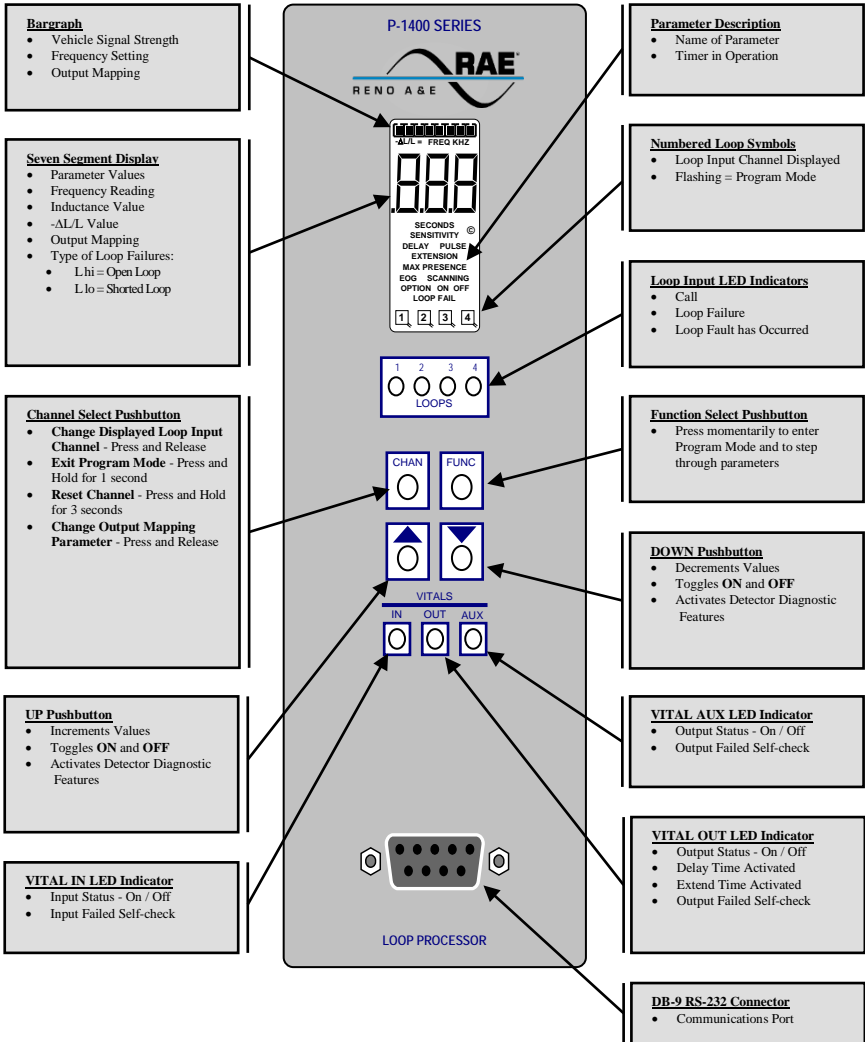 Bargraph
• Vehicle Signal Strength
• Frequency Setting
• Output Mapping
Seven Segment Display
• Parameter Values
• Frequency Reading
• Inductance Value
• -ΔL/L Value
• Output Mapping
• Type of Loop Failures:
• L hi = Open Loop
• L lo = Shorted Loop
Channel Select Pushbutton
• Change Displayed Loop Input
Channel - Press and Release
• Exit Program Mode - Press and
Hold for 1 second
• Reset Channel - Press and Hold
for 3 seconds
• Change Output Mapping
Parameter - Press and Release
UP Pushbutton
• Increments Values
• Toggles ON and OFF
• Activates Detector Diagnostic
Features
VITAL IN LED Indicator
• Input Status - On / Off
• Input Failed Self-check
P-1400 SERIES
RAE
RENO A & E
-ΔL/L = FREQ KHZ
.8.8.8
SECONDS
SENSITIVITY ©
DELAY PULSE
EXTENSION
MAX PRESENCE
EOG SCANNING
OPTION ON OFF
LOOP FAIL
1 2 3 4
1 2 3 4
LOOPS
CHAN FUNC
VITALS
IN OUT AUX
LOOP PROCESSOR
Parameter Description
• Name of Parameter
• Timer in Operation
Numbered Loop Symbols
• Loop Input Channel Displayed
• Flashing = Program Mode
Loop Input LED Indicators
• Call
• Loop Failure
• Loop Fault has Occurred
Function Select Pushbutton
• Press momentarily to enter
Program Mode and to step
through parameters
DOWN Pushbutton
• Decrements Values
• Toggles ON and OFF
• Activates Detector Diagnostic
Features
VITAL AUX LED Indicator
• Output Status - On / Off
• Output Failed Self-check
VITAL OUT LED Indicator
• Output Status - On / Off
• Delay Time Activated
• Extend Time Activated
• Output Failed Self-check
DB-9 RS-232 Connector
• Communications Port